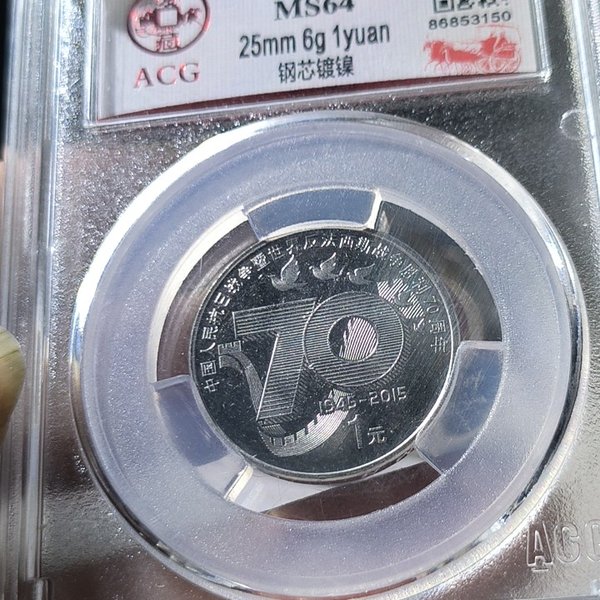 MS64
86853150
25mm 6g 1yuan
钢芯镀镍
ACG
中国人民抗日战争暨世界反法西斯战争胜利70周年
70
1945-2015
1元
ACG